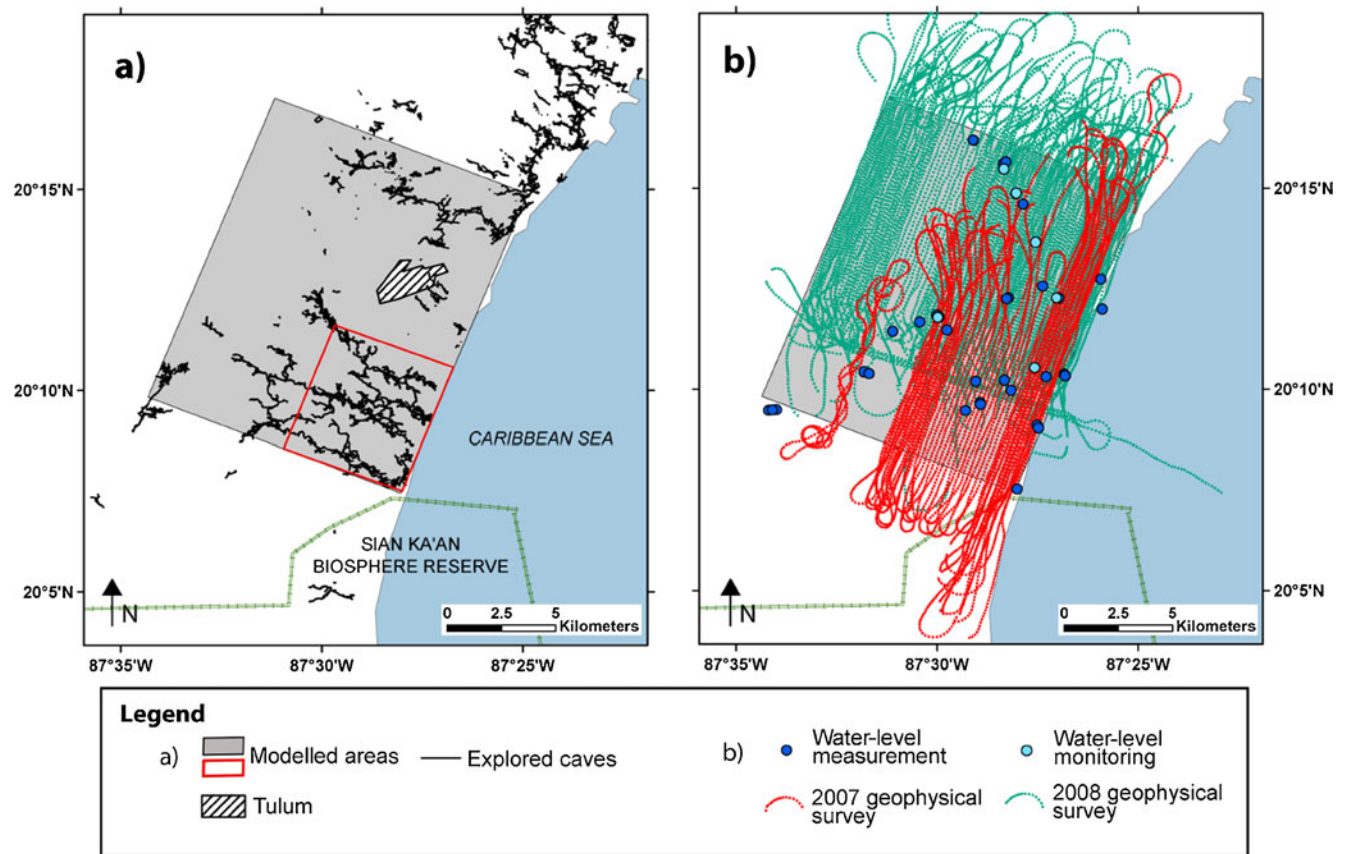 a)
b)
20°15'N
20°10'N
20°5'N
20°15'N
20°10'N
20°5'N
CARIBBEAN SEA
SIAN KA'AN
BIOSPHERE RESERVE
N
0 2.5 5
Kilometers
N
0 2.5 5
Kilometers
87°35'W 87°30'W 87°25'W
87°35'W 87°30'W 87°25'W
Legend
a) Modelled areas
Explored caves
Tulum
b) Water-level
measurement
Water-level
monitoring
2007 geophysical
survey
2008 geophysical
survey